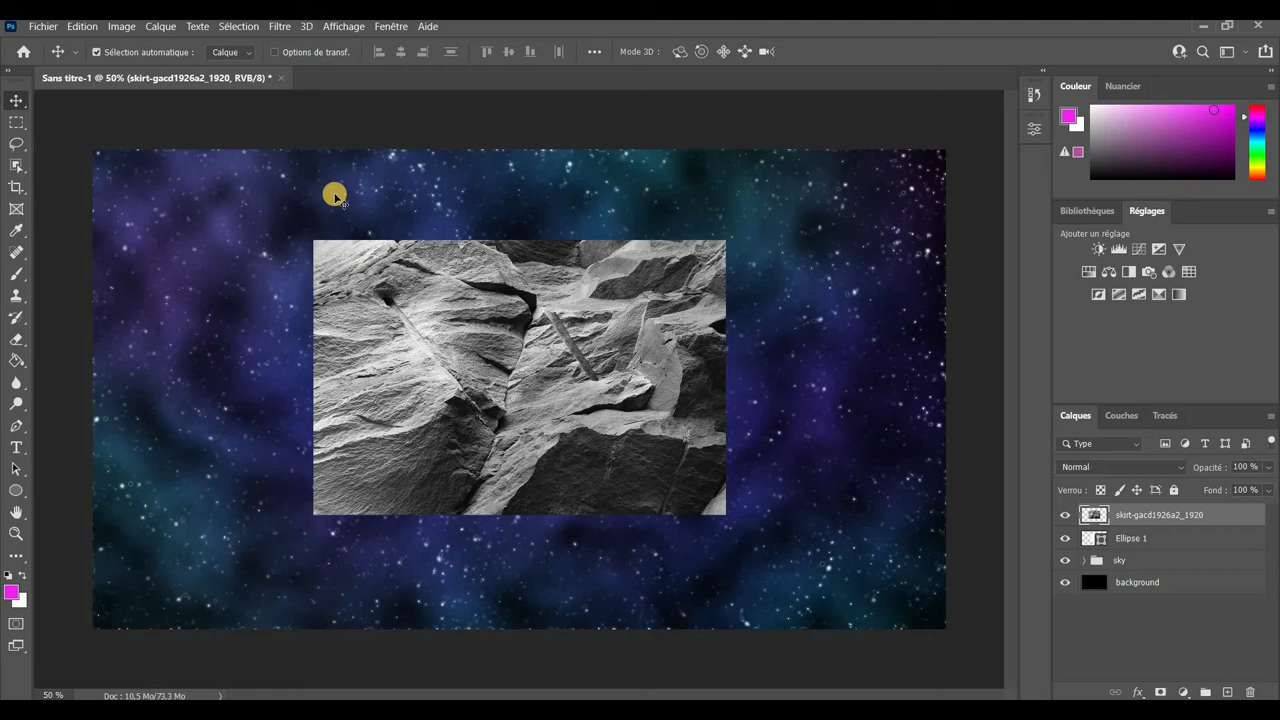 Ps Fichier Edition Image Calque Texte Sélection Filtre 3D Affichage Fenêtre Aide
Sélection automatique : Calque Options de transf. Mode 3D :
Sans titre-1 @ 50% (skirt-gacd1926a2_1920, RVB/8) *
Couleur Nuancier
Bibliothèques Réglages
Ajouter un réglage
Calques Couches Tracés
Type
Normal Opacité : 100 %
Verrou : Fond : 100 %
skirt-gacd1926a2_1920
Ellipse 1
sky
background
50 % Doc : 10,5 Mo/73,3 Mo